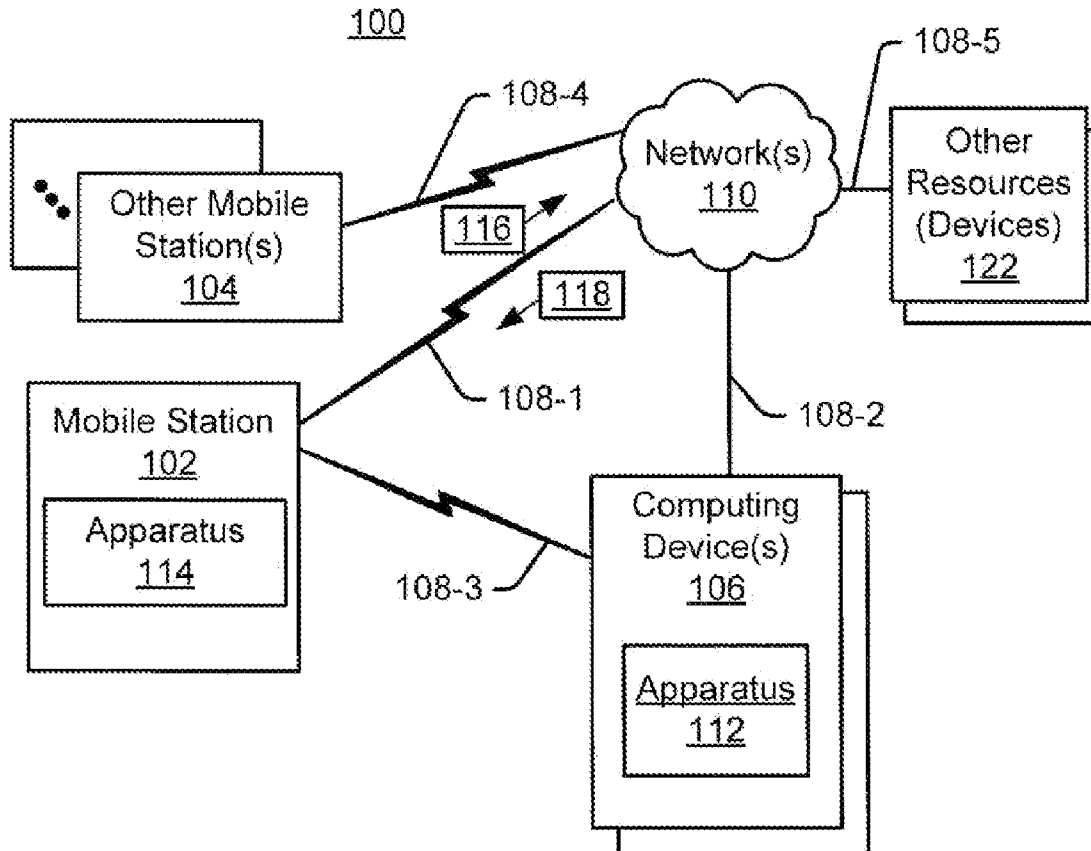 100
108-5
108-4
Network(s)
110
Other
Resources
(Devices)
122
Other Mobile
Station(s)
104
116
118
108-1
108-2
Mobile Station
102
Apparatus
114
108-3
Computing
Device(s)
106
Apparatus
112